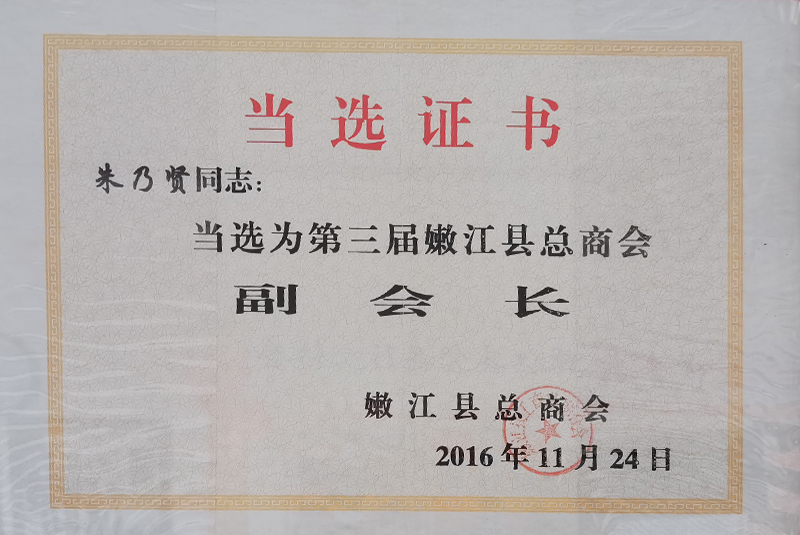 当选证书
朱乃贤同志:
当选为第三届嫩江县总商会
副会长
嫩江县总商会
2016年11月24日